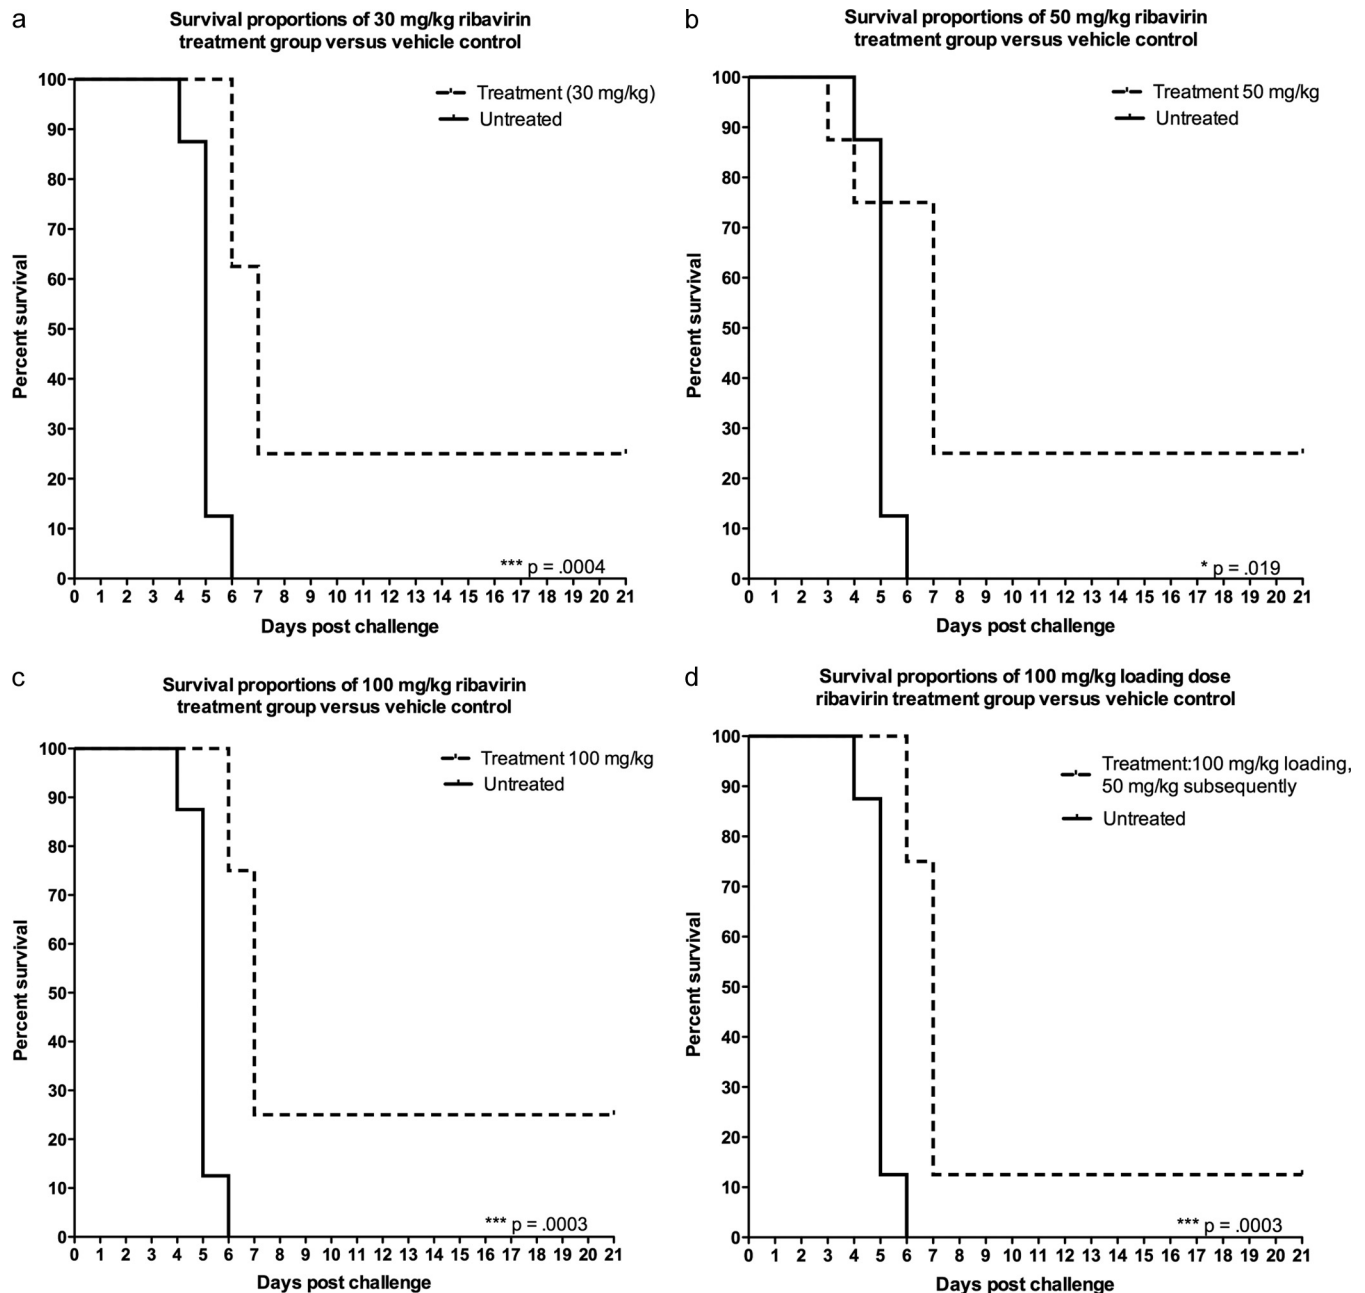 a
Survival proportions of 30 mg/kg ribavirin
treatment group versus vehicle control
Treatment (30 mg/kg)
Untreated
100
90
80
70
60
50
40
30
20
10
0
Percent survival
*** p = .0004
0 1 2 3 4 5 6 7 8 9 10 11 12 13 14 15 16 17 18 19 20 21
Days post challenge
b
Survival proportions of 50 mg/kg ribavirin
treatment group versus vehicle control
Treatment 50 mg/kg
Untreated
100
90
80
70
60
50
40
30
20
10
0
Percent survival
* p = .019
0 1 2 3 4 5 6 7 8 9 10 11 12 13 14 15 16 17 18 19 20 21
Days post challenge
c
Survival proportions of 100 mg/kg ribavirin
treatment group versus vehicle control
Treatment 100 mg/kg
Untreated
100
90
80
70
60
50
40
30
20
10
0
Percent survival
*** p = .0003
0 1 2 3 4 5 6 7 8 9 10 11 12 13 14 15 16 17 18 19 20 21
Days post challenge
d
Survival proportions of 100 mg/kg loading dose
ribavirin treatment group versus vehicle control
Treatment:100 mg/kg loading,
50 mg/kg subsequently
Untreated
100
90
80
70
60
50
40
30
20
10
0
Percent survival
*** p = .0003
0 1 2 3 4 5 6 7 8 9 10 11 12 13 14 15 16 17 18 19 20 21
Days post challenge